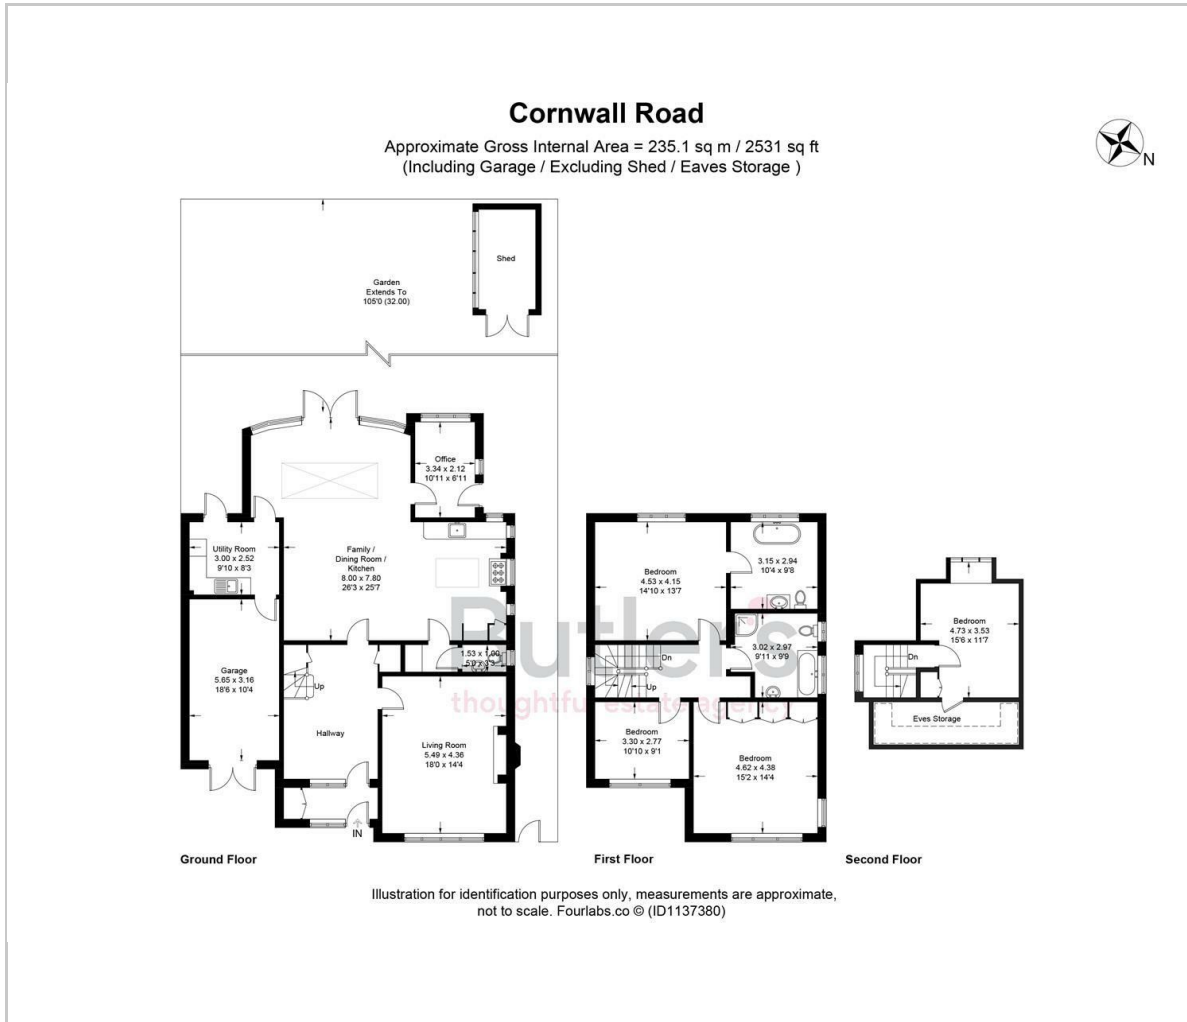 Cornwall Road
Approximate Gross Internal Area = 235.1 sq m / 2531 sq ft
(Including Garage / Excluding Shed / Eaves Storage )
N
Shed
Garden
Extends To
105'0 (32.00)
Office
3.34 x 2.12
10'11 x 6'11
Utility Room
3.00 x 2.52
9'10 x 8'3
Family /
Dining Room /
Kitchen
8.00 x 7.80
26'3 x 25'7
1.53 x 1.00
5'0 x 3'3
Garage
5.65 x 3.16
18'6 x 10'4
Up
Hallway
Living Room
5.49 x 4.36
18'0 x 14'4
IN
Ground Floor
Bedroom
4.53 x 4.15
14'10 x 13'7
3.15 x 2.94
10'4 x 9'8
3.02 x 2.97
9'11 x 9'9
Dn
Up
Bedroom
3.30 x 2.77
10'10 x 9'1
Bedroom
4.62 x 4.38
15'2 x 14'4
First Floor
Bedroom
4.73 x 3.53
15'6 x 11'7
Dn
Eves Storage
Second Floor
Butler's
thoughtful estate agency
Illustration for identification purposes only, measurements are approximate,
not to scale. Fourlabs.co © (ID1137380)